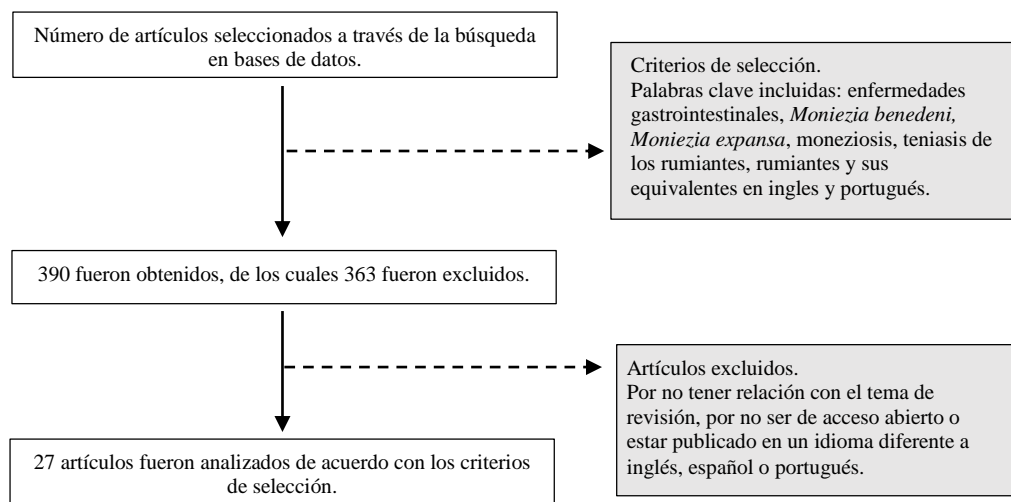 Número de artículos seleccionados a través de la búsqueda
en bases de datos.
Criterios de selección.
Palabras clave incluidas: enfermedades
gastrointestinales, Moniezia benedeni,
Moniezia expansa, moneziosis, teniasis de
los rumiantes, rumiantes y sus
equivalentes en ingles y portugués.
390 fueron obtenidos, de los cuales 363 fueron excluidos.
Artículos excluidos.
Por no tener relación con el tema de
revisión, por no ser de acceso abierto o
estar publicado en un idioma diferente a
inglés, español o portugués.
27 artículos fueron analizados de acuerdo con los criterios
de selección.